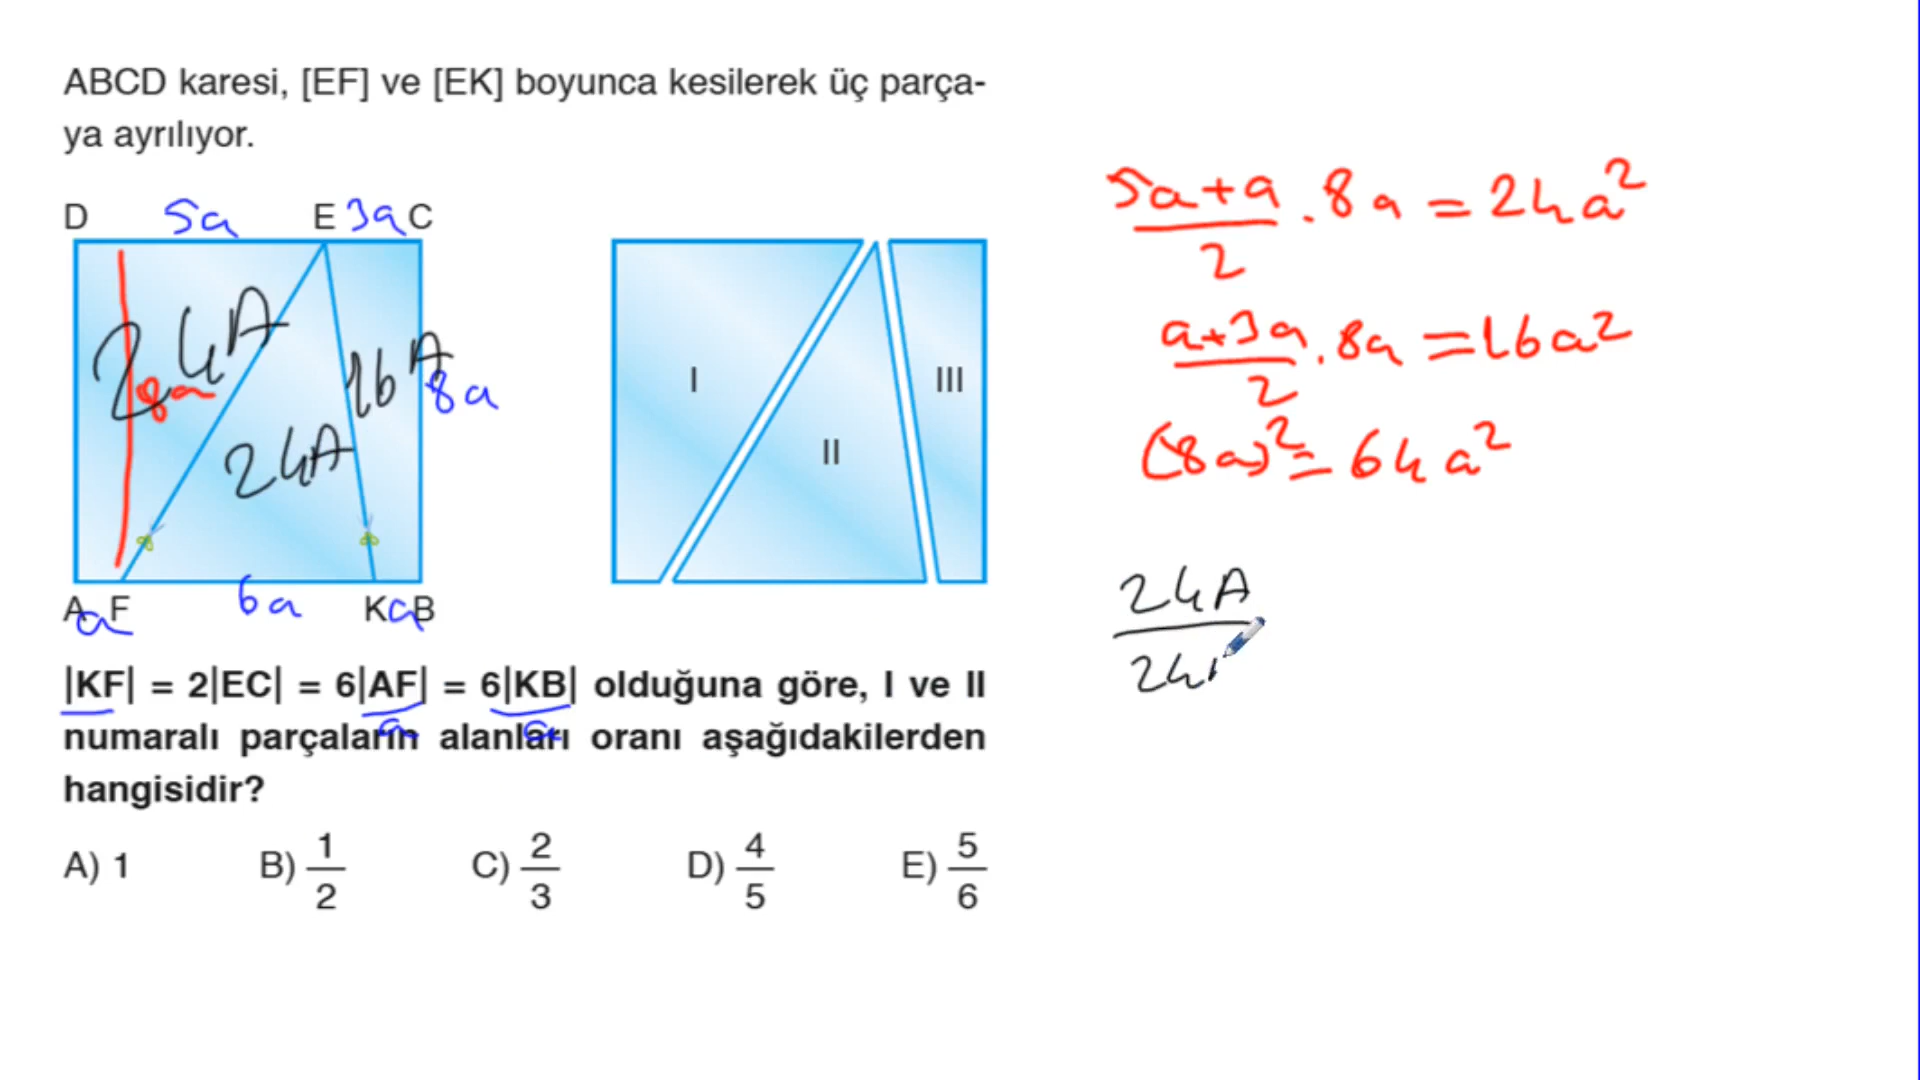 ABCD karesi, [EF] ve [EK] boyunca kesilerek üç parça-
ya ayrılıyor.
D 5a E 3a C
24A
8a
16A
8a
24A
A a F 6a K a B
I
II
III
|KF| = 2|EC| = 6|AF| = 6|KB| olduğuna göre, I ve II
a a
numaralı parçaların alanları oranı aşağıdakilerden
hangisidir?
A) 1 B) 1/2 C) 2/3 D) 4/5 E) 5/6
5a+a/2 . 8a = 24a²
a+3a/2 . 8a = 16a²
(8a)² = 64a²
24A
24